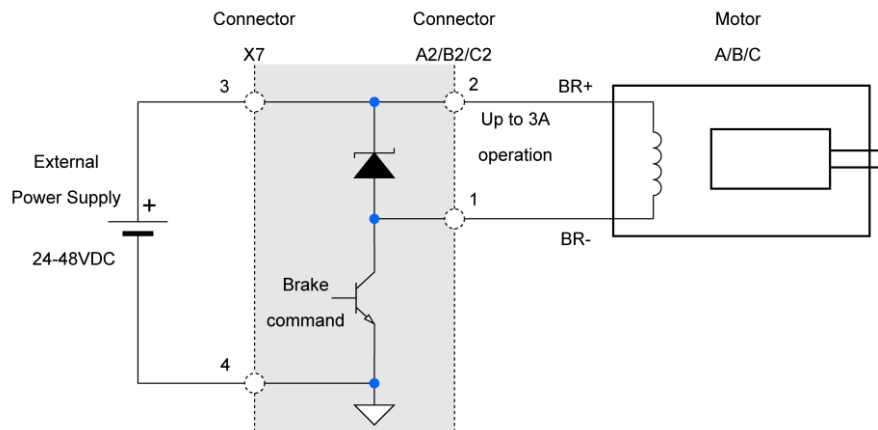 Connector
Connector
Motor
X7
A2/B2/C2
A/B/C
3
2
BR+
Up to 3A
operation
External
Power Supply
+
24-48VDC
1
BR-
Brake
command
4